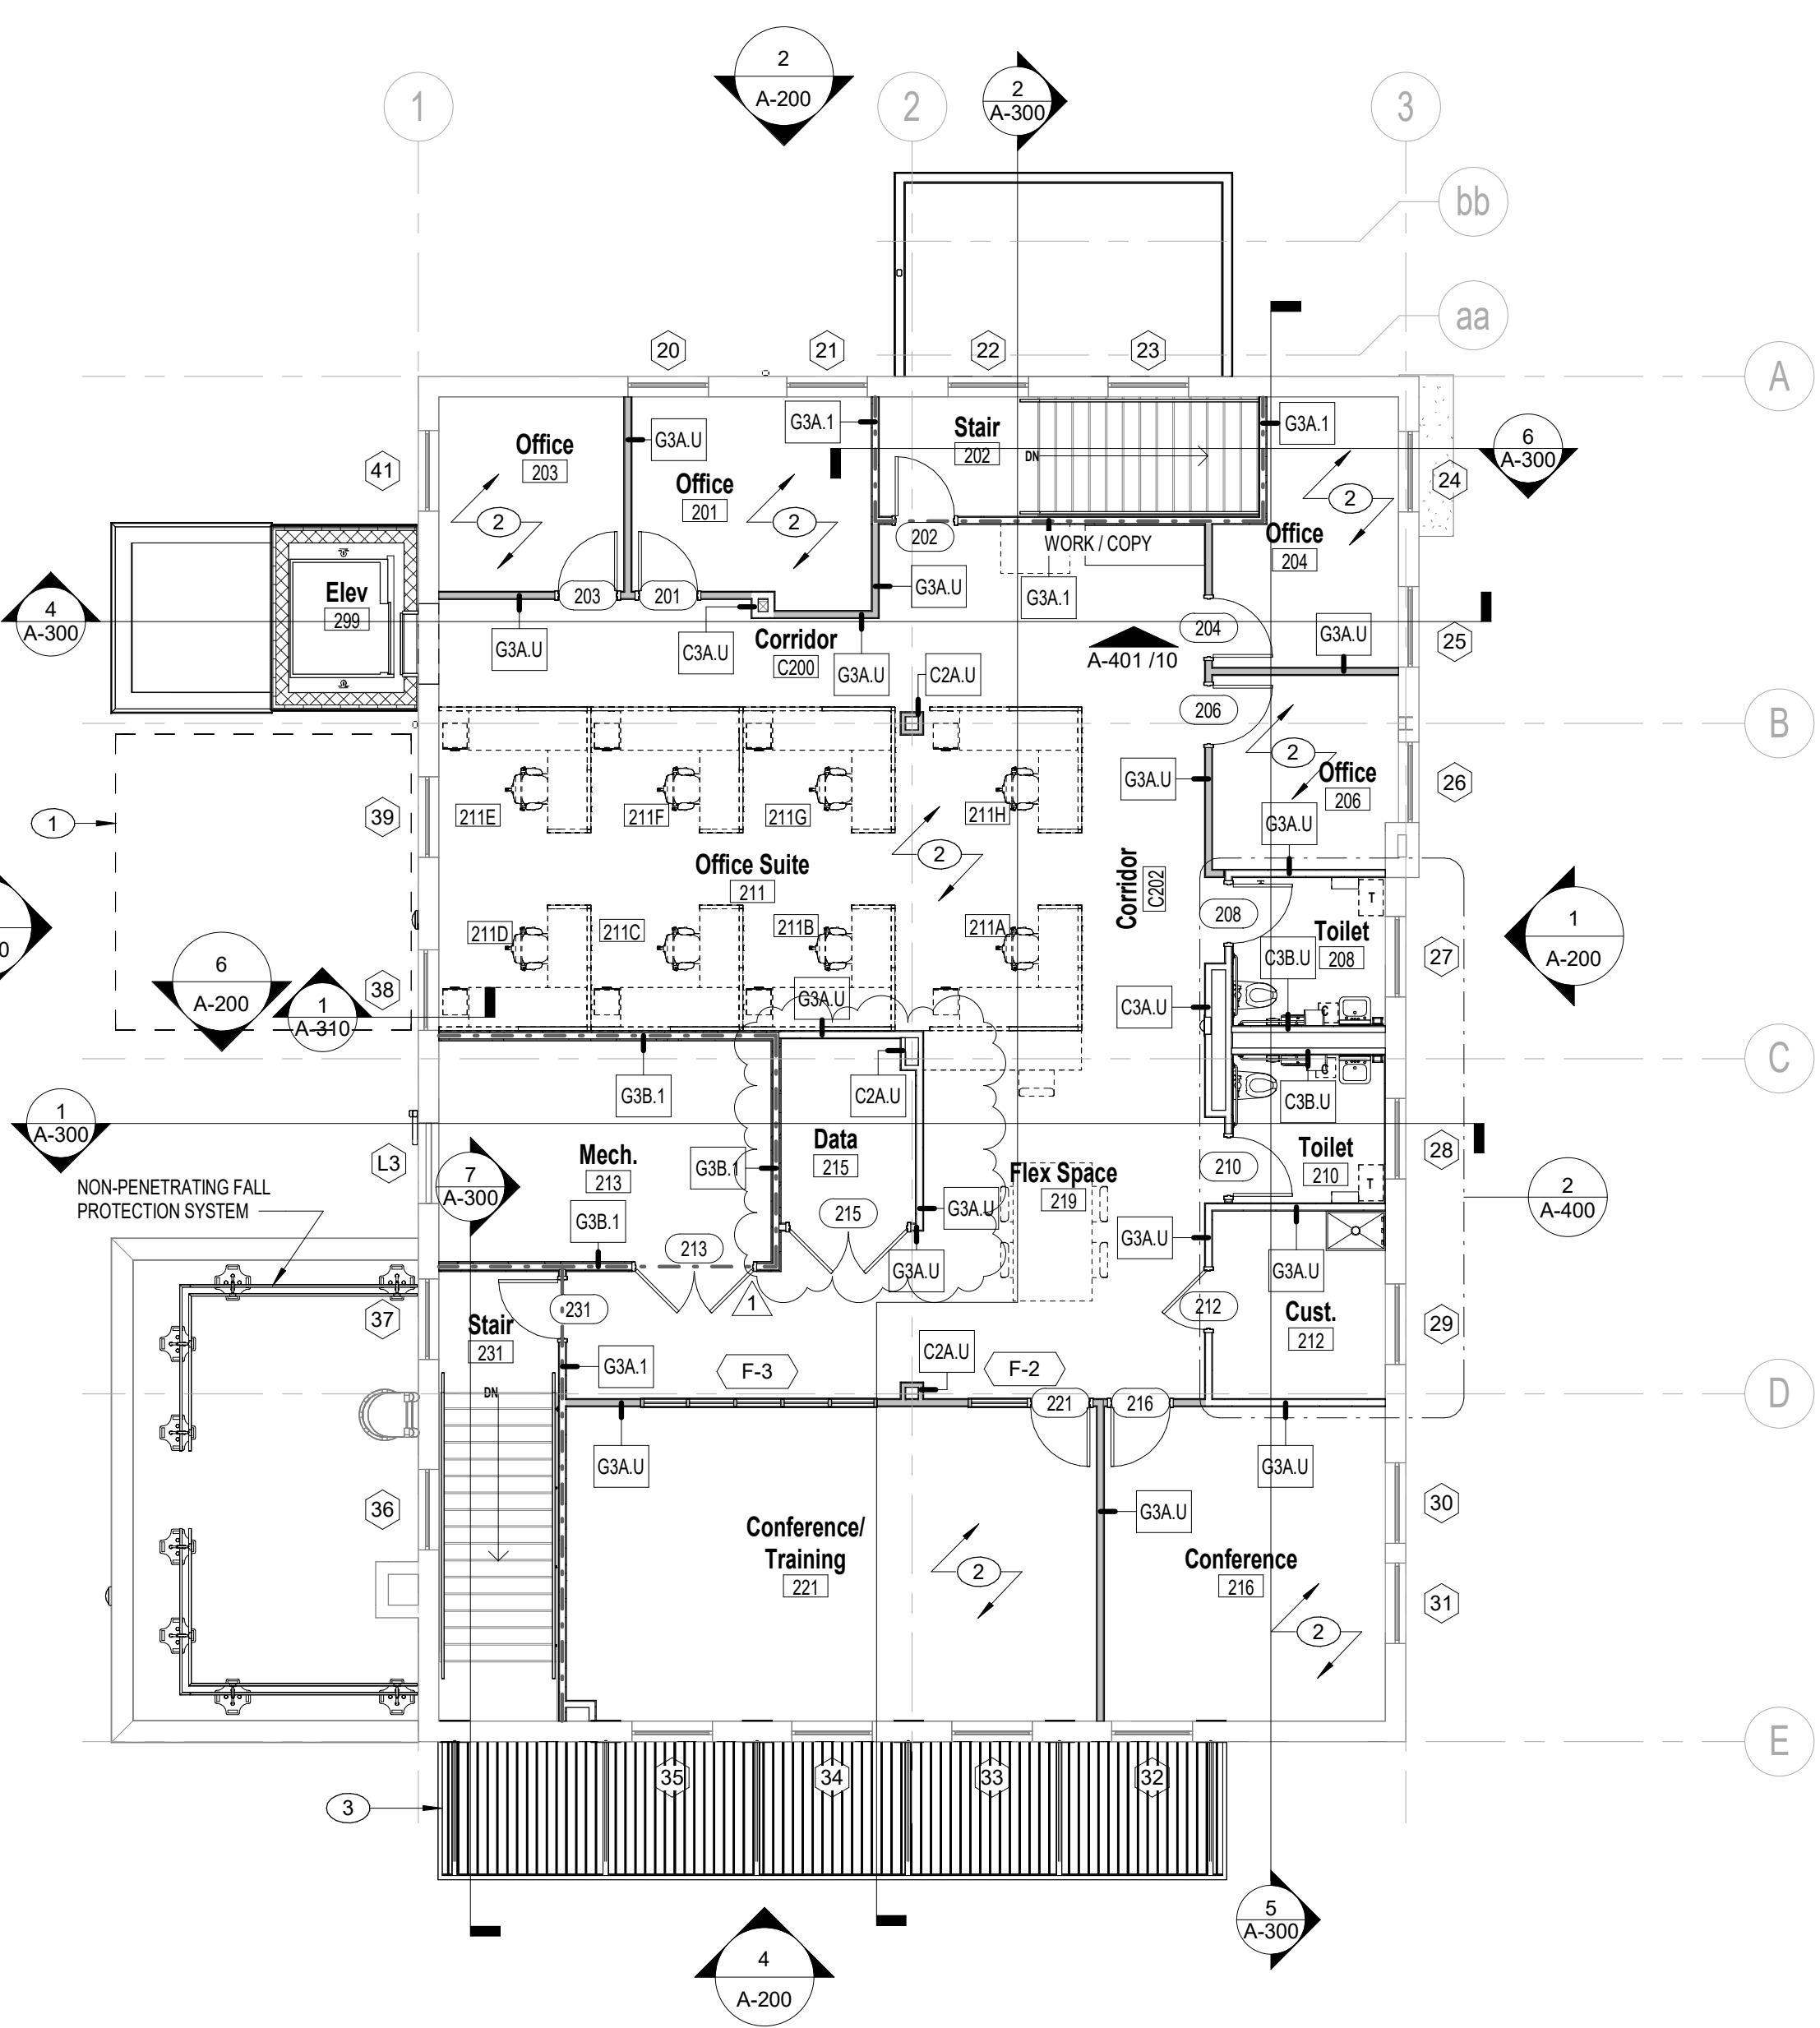 2
A-200
2
A-300
1
2
3
bb
aa
20
21
22
23
A
G3A.1
Stair
202
DN
G3A.1
6
A-300
Office
203
G3A.U
Office
201
41
24
2
2
2
202
WORK / COPY
Office
204
Elev
299
4
A-300
203
201
G3A.U
G3A.1
204
25
G3A.U
C3A.U
Corridor
C200
G3A.U
C2A.U
A-401 /10
G3A.U
206
B
2
Office
206
G3A.U
26
1
39
211E
211F
211G
211H
G3A.U
2
Office Suite
211
Corridor
C202
208
T
Toilet
208
1
A-200
211D
211C
211B
211A
C3B.U
27
6
A-200
38
1
A-310
G3A.U
C3A.U
C
C
G3B.1
C2A.U
C
C3B.U
1
A-300
L3
Mech.
213
G3B.1
Data
215
Flex Space
219
210
Toilet
210
T
28
7
A-300
NON-PENETRATING FALL
PROTECTION SYSTEM
G3B.1
215
G3A.U
2
A-400
213
G3A.U
G3A.U
G3A.U
1
37
Stair
231
231
212
Cust.
212
29
G3A.1
F-3
C2A.U
F-2
DN
D
221
216
G3A.U
G3A.U
36
G3A.U
30
Conference/
Training
221
2
Conference
216
2
31
E
35
34
33
32
3
5
A-300
4
A-200
0